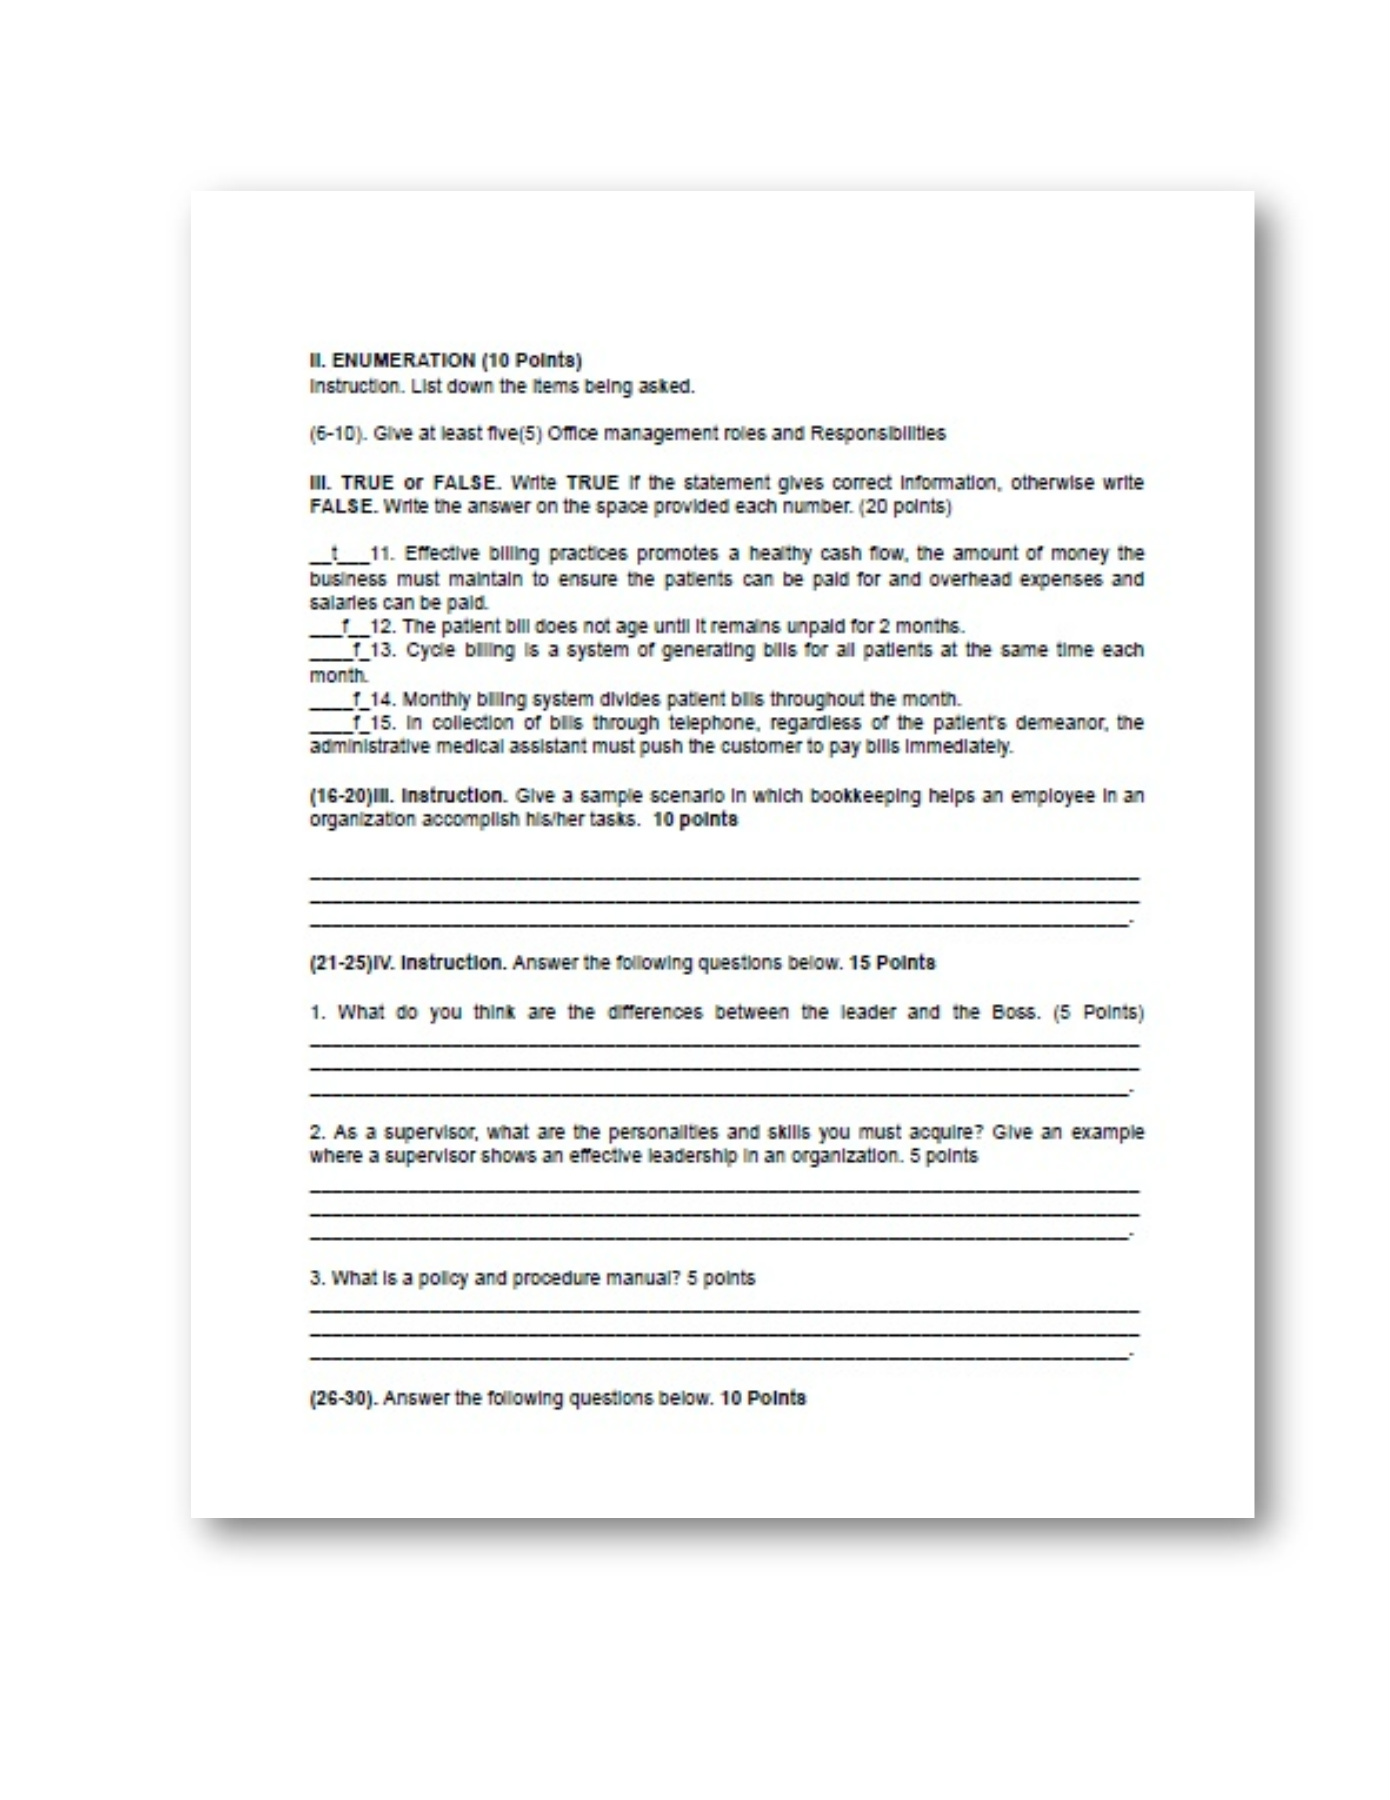 II. ENUMERATION (10 Points)
Instruction. List down the items being asked.
(6-10). Give at least five(5) Office management roles and Responsibilities
III. TRUE or FALSE. Write TRUE if the statement gives correct information, otherwise write
FALSE. Write the answer on the space provided each number. (20 points)
__t___11. Effective billing practices promotes a healthy cash flow, the amount of money the
business must maintain to ensure the patients can be paid for and overhead expenses and
salaries can be paid.
___f__12. The patient bill does not age until it remains unpaid for 2 months.
____f_13. Cycle billing is a system of generating bills for all patients at the same time each
month.
____f_14. Monthly billing system divides patient bills throughout the month.
____f_15. In collection of bills through telephone, regardless of the patient's demeanor, the
administrative medical assistant must push the customer to pay bills immediately.
(16-20)III. Instruction. Give a sample scenario in which bookkeeping helps an employee in an
organization accomplish his/her tasks. 10 points
(21-25)IV. Instruction. Answer the following questions below. 15 Points
1. What do you think are the differences between the leader and the Boss. (5 Points)
2. As a supervisor, what are the personalities and skills you must acquire? Give an example
where a supervisor shows an effective leadership in an organization. 5 points
3. What is a policy and procedure manual? 5 points
(26-30). Answer the following questions below. 10 Points